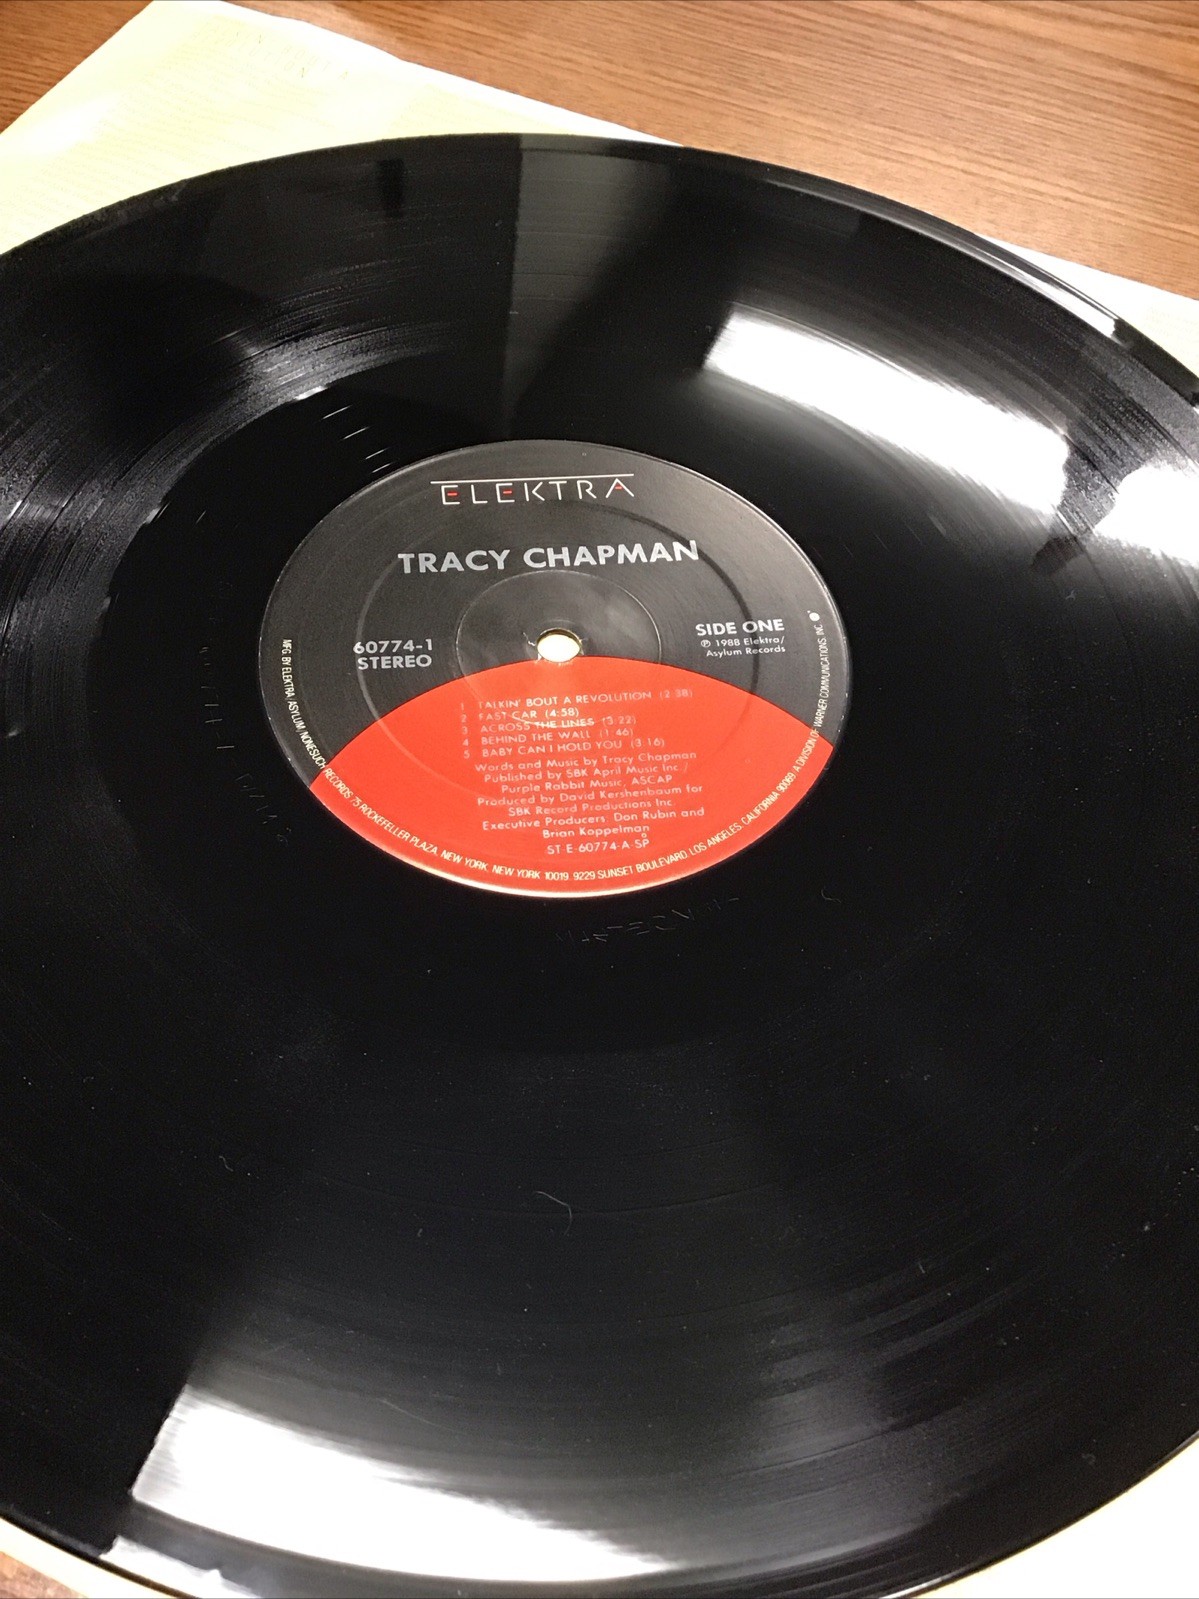 ELEKTRA
TRACY CHAPMAN
60774-1
STEREO
SIDE ONE
℗ 1988 Elektra/
Asylum Records
1 TALKIN' BOUT A REVOLUTION (2:38)
2 FAST CAR (4:58)
3 ACROSS THE LINES (3:22)
4 BEHIND THE WALL (1:46)
5 BABY CAN I HOLD YOU (3:16)
Words and Music by Tracy Chapman
Published by SBK April Music Inc./
Purple Rabbit Music, ASCAP
Produced by David Kershenbaum for
SBK Record Productions Inc.
Executive Producers: Don Rubin and
Brian Koppelman
ST-E-60774-A-SP
MFG. BY ELEKTRA/ASYLUM/NONESUCH RECORDS, 75 ROCKEFELLER PLAZA, NEW YORK, NEW YORK 10019. 9229 SUNSET BOULEVARD, LOS ANGELES, CALIFORNIA 90069. A DIVISION OF WARNER COMMUNICATIONS INC.